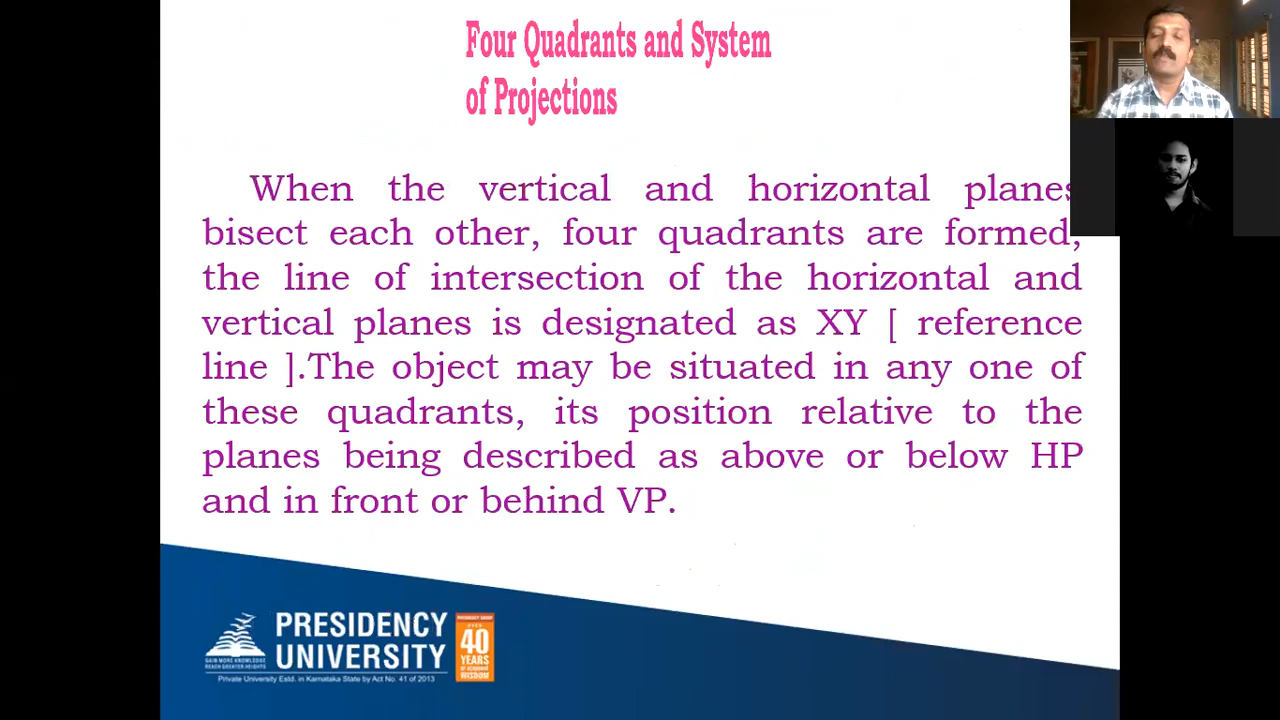 Four Quadrants and System
of Projections
When the vertical and horizontal planes
bisect each other, four quadrants are formed,
the line of intersection of the horizontal and
vertical planes is designated as XY [ reference
line ].The object may be situated in any one of
these quadrants, its position relative to the
planes being described as above or below HP
and in front or behind VP.
PRESIDENCY
UNIVERSITY
GAIN MORE KNOWLEDGE
REACH GREATER HEIGHTS
Private University Estd. in Karnataka State by Act No. 41 of 2013
PRESIDENCY GROUP
OVER
40
YEARS
WISDOM